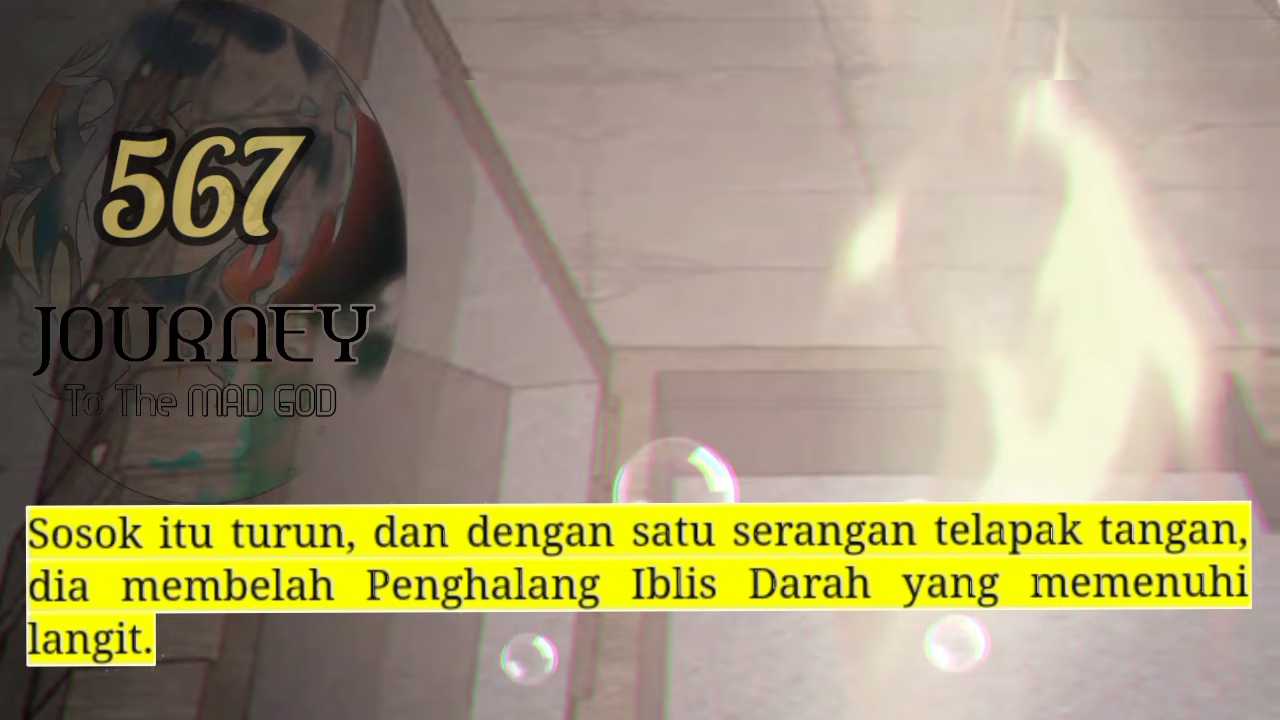 567
JOURNEY
To The MAD GOD
Sosok itu turun, dan dengan satu serangan telapak tangan,
dia membelah Penghalang Iblis Darah yang memenuhi
langit.